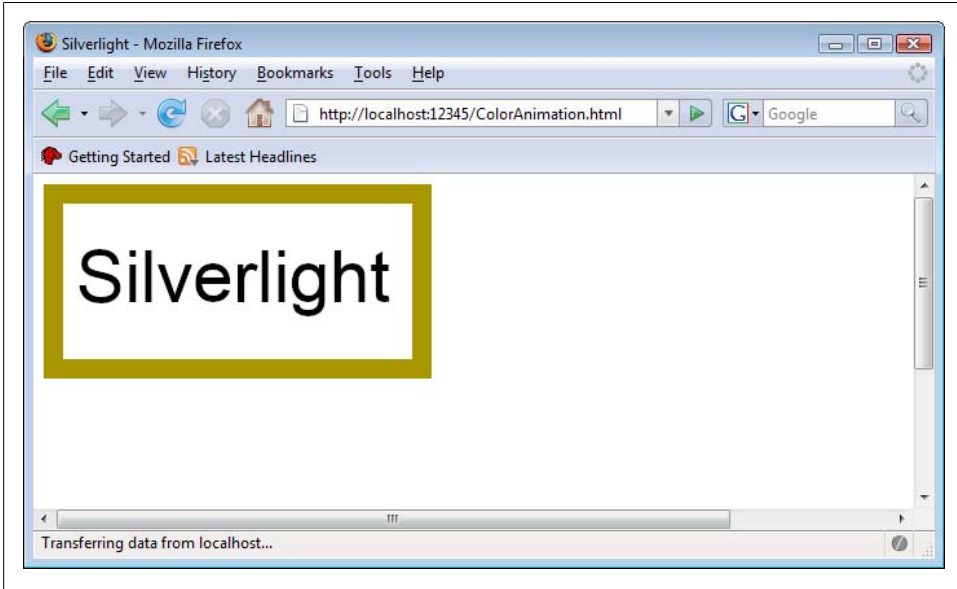 Silverlight - Mozilla Firefox
File Edit View History Bookmarks Tools Help
http://localhost:12345/ColorAnimation.html G Google
Getting Started Latest Headlines
Silverlight
Transferring data from localhost...